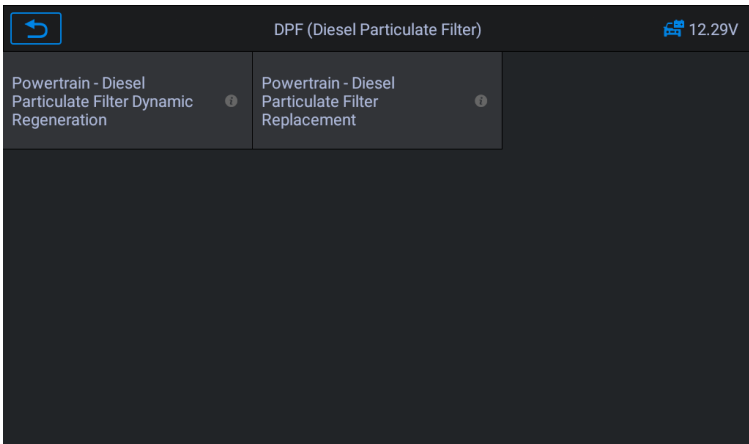 DPF (Diesel Particulate Filter)
12.29V
Powertrain - Diesel
Particulate Filter Dynamic
Regeneration
Powertrain - Diesel
Particulate Filter
Replacement